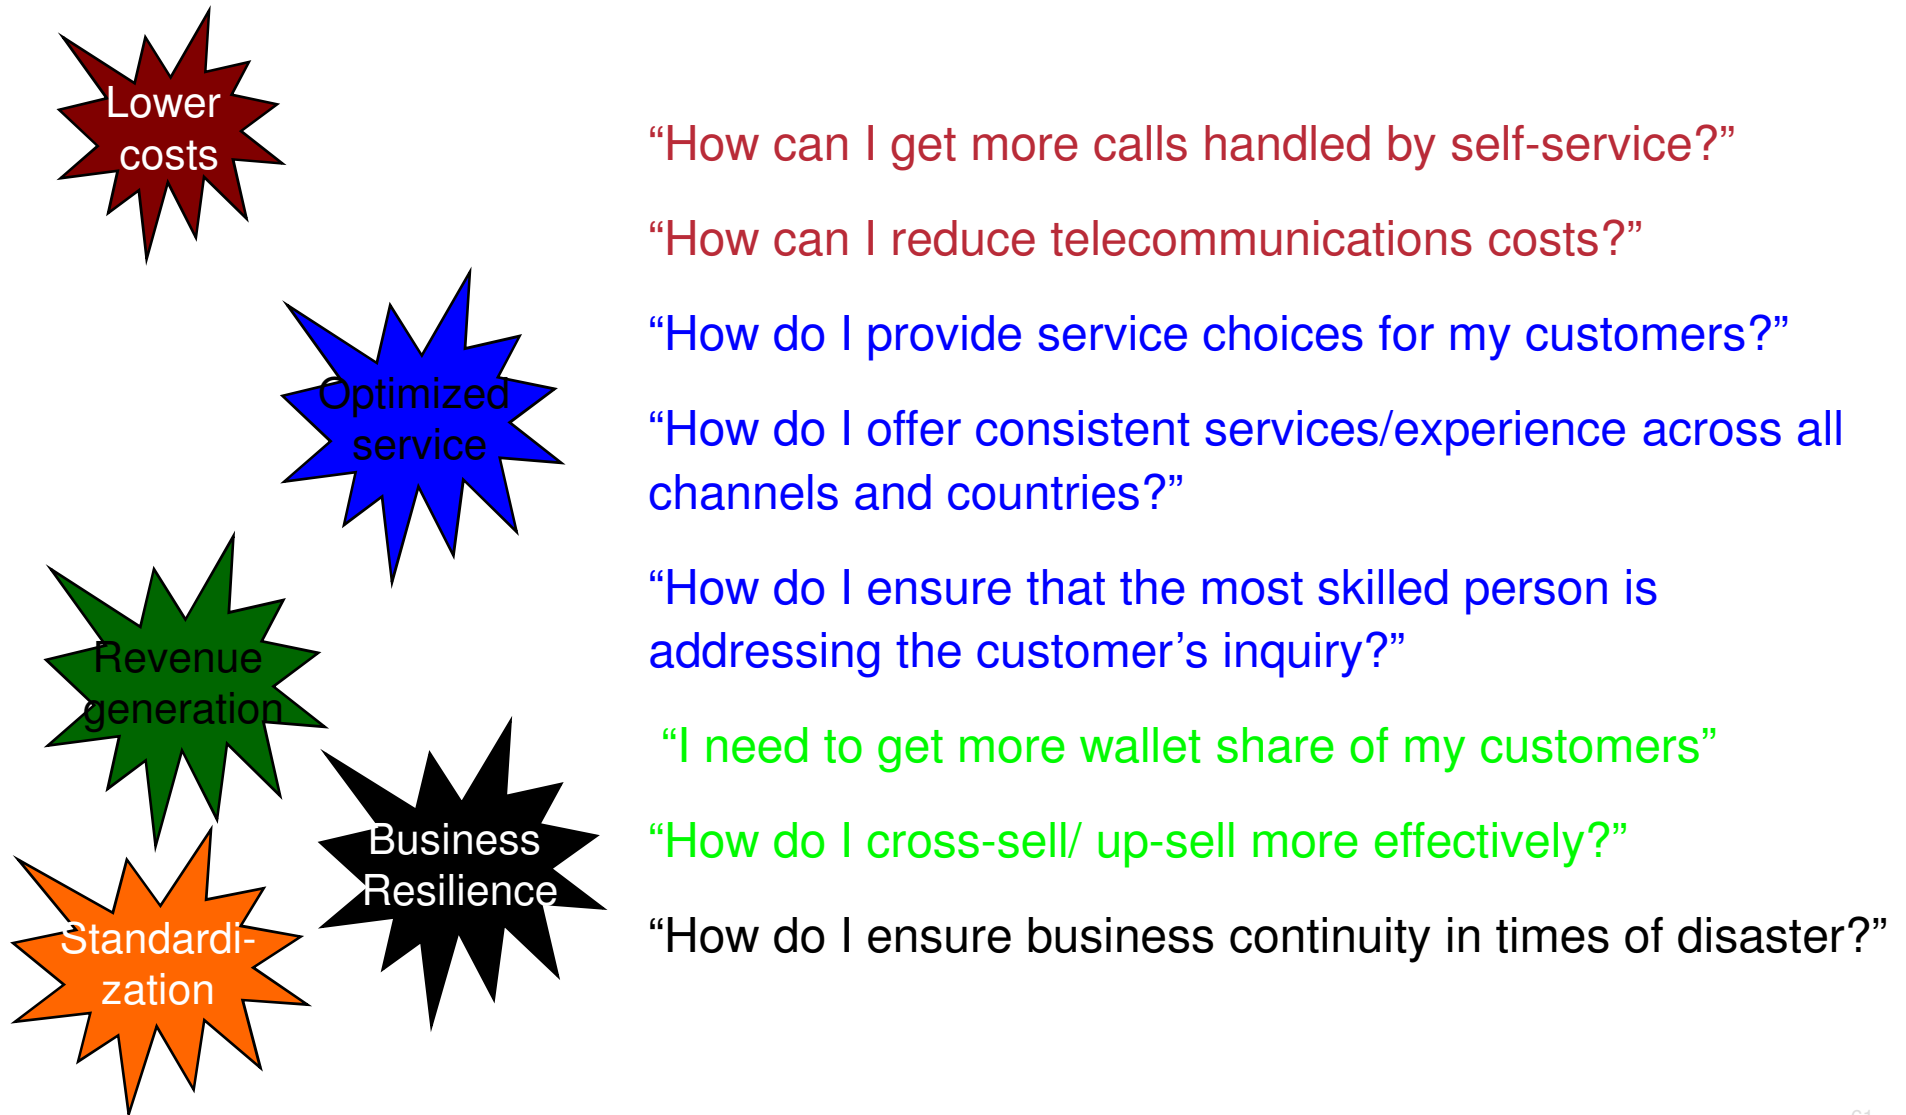 Lower
costs
Optimized
service
Revenue
generation
Business
Resilience
Standardi-
zation
“How can I get more calls handled by self-service?”
“How can I reduce telecommunications costs?”
“How do I provide service choices for my customers?”
“How do I offer consistent services/experience across all
channels and countries?”
“How do I ensure that the most skilled person is
addressing the customer’s inquiry?”
“I need to get more wallet share of my customers”
“How do I cross-sell/ up-sell more effectively?”
“How do I ensure business continuity in times of disaster?”
61